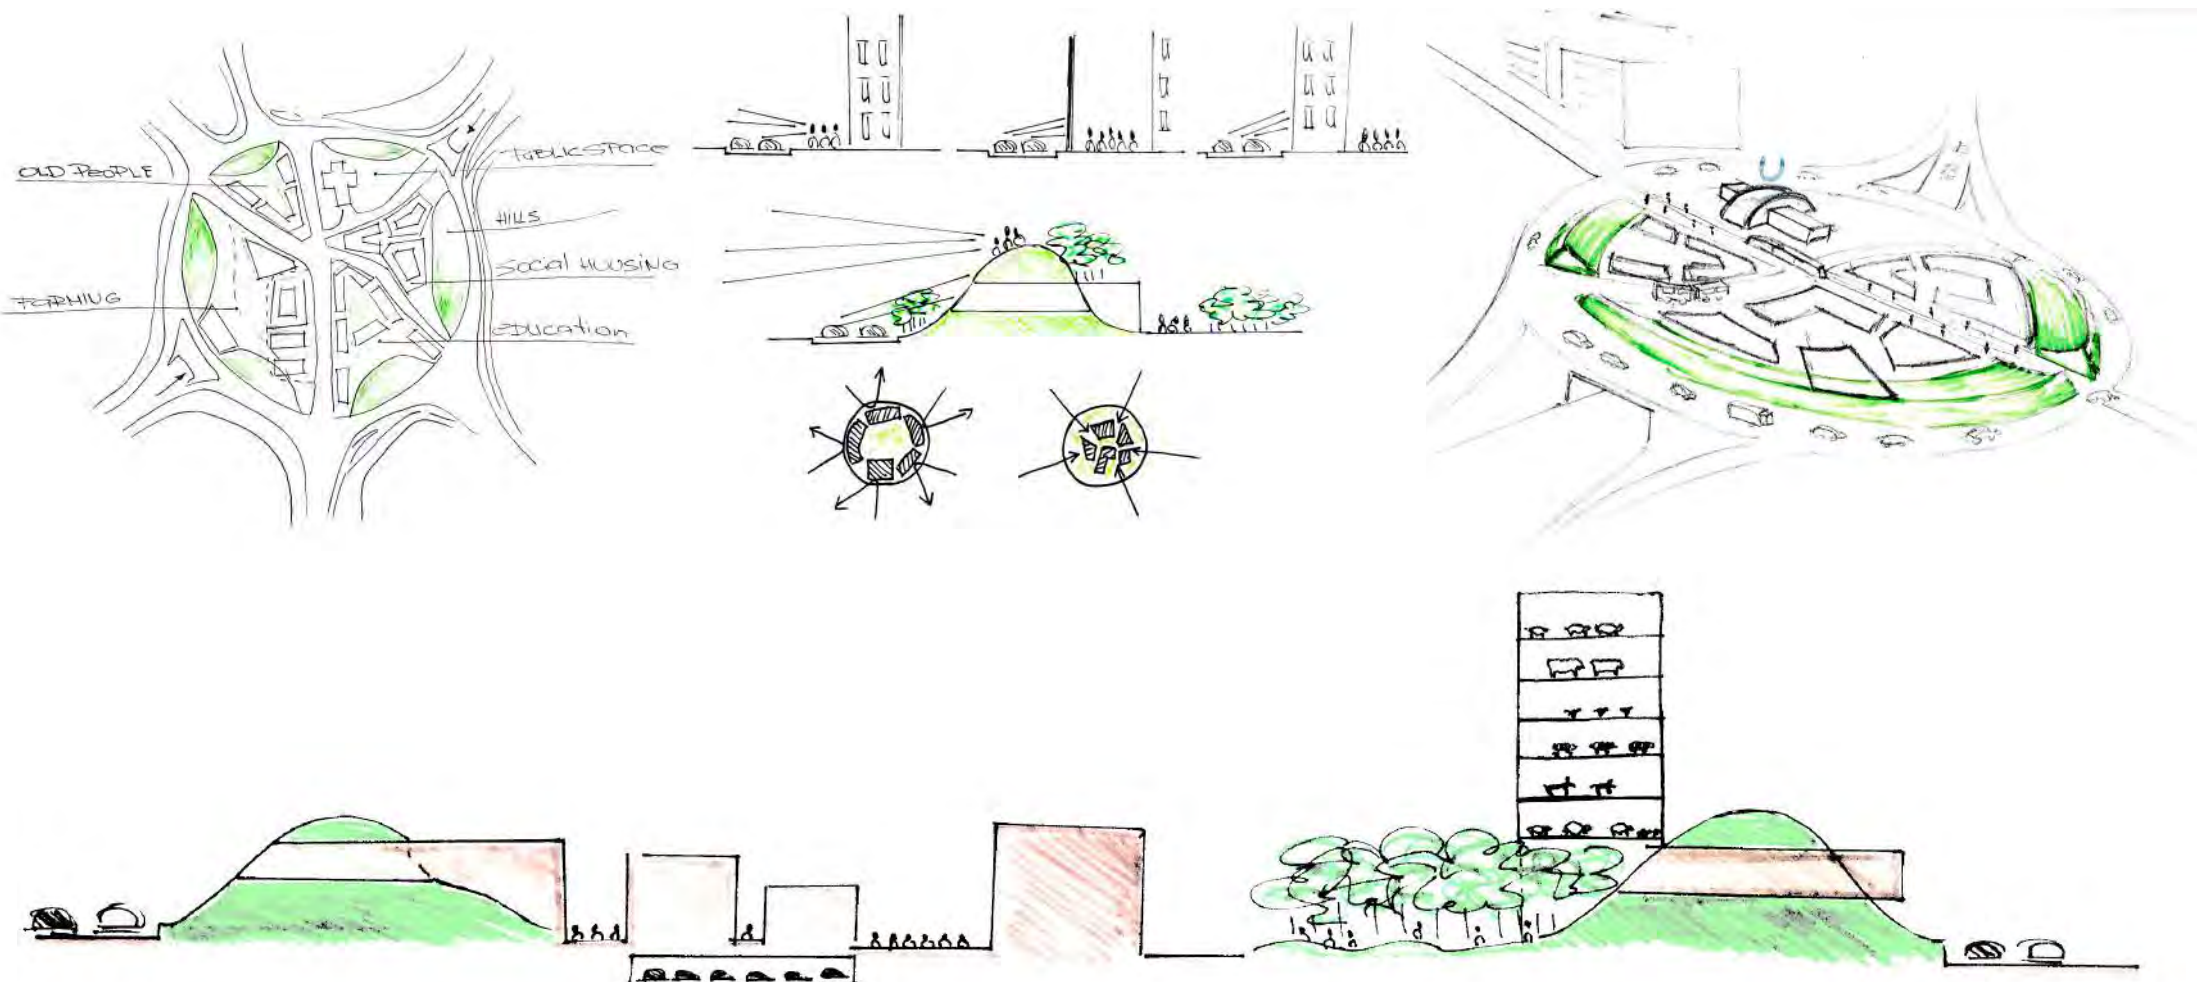 OLD PEOPLE
PUBLIC SPACE
HILLS
SOCIAL HOUSING
FARMING
EDUCATION
U